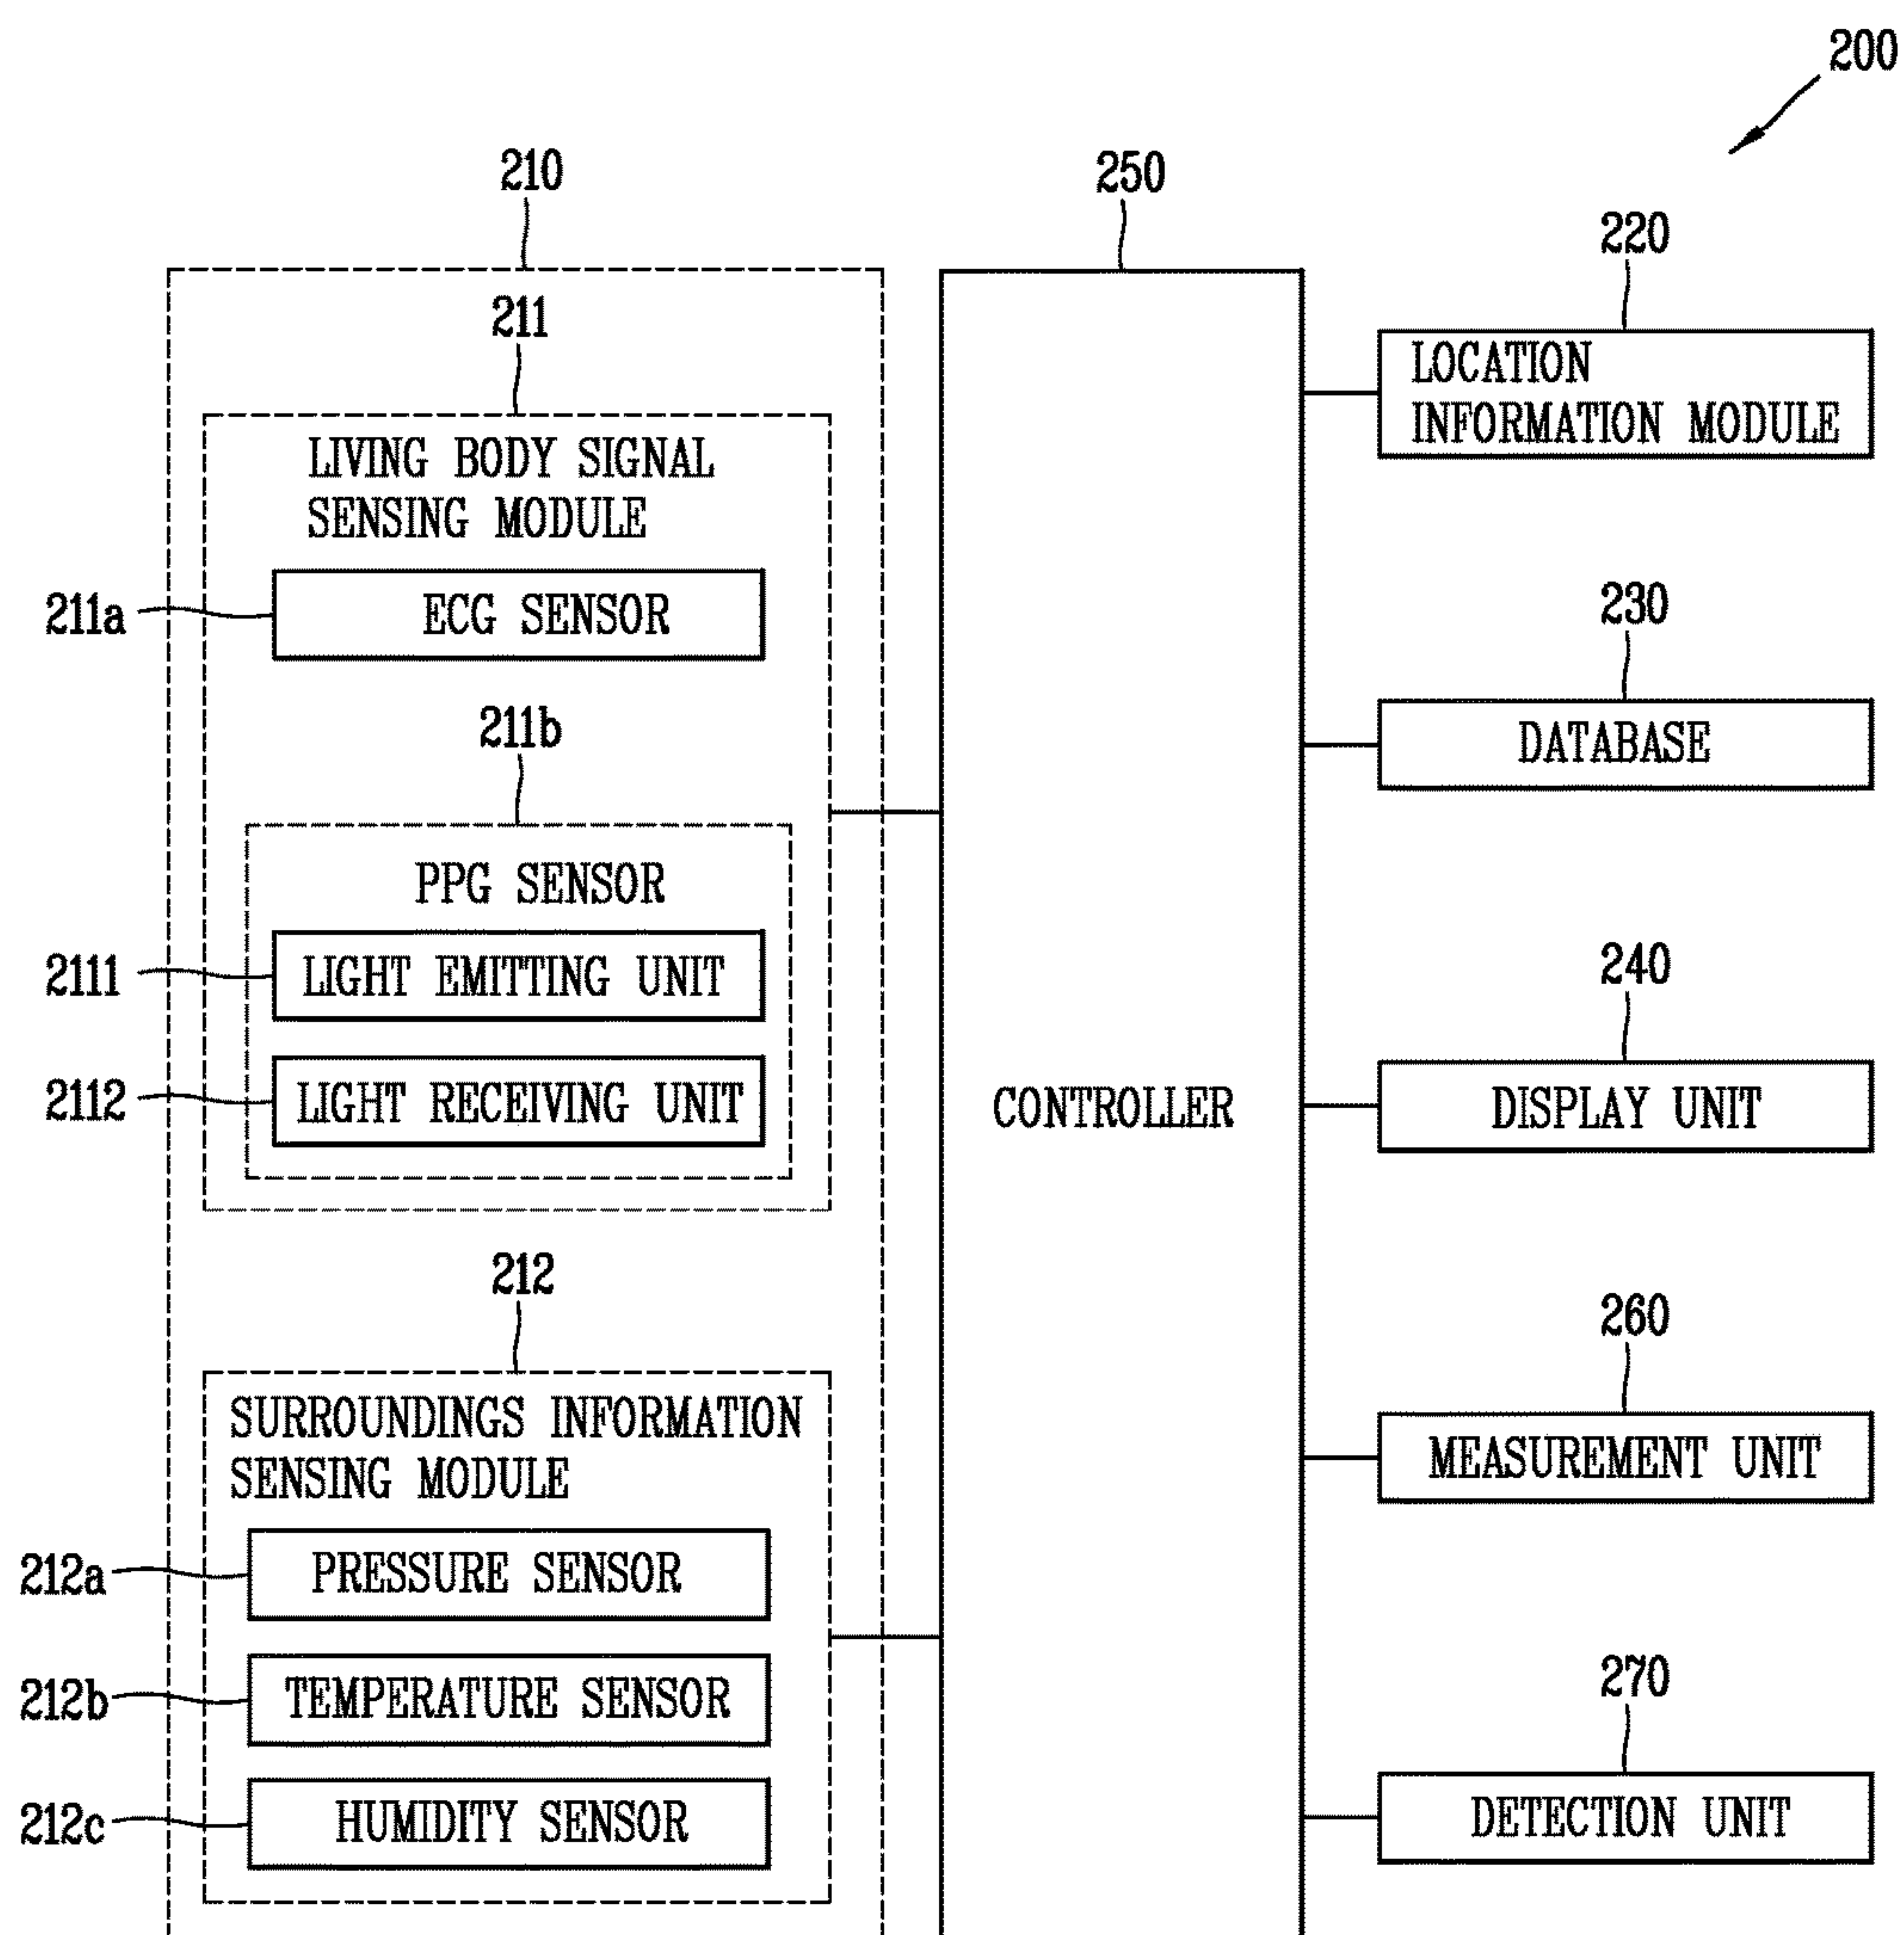 200
210
250
220
211
LOCATION
INFORMATION MODULE
LIVING BODY SIGNAL
SENSING MODULE
211a
ECG SENSOR
230
211b
DATABASE
PPG SENSOR
2111
LIGHT EMITTING UNIT
240
2112
LIGHT RECEIVING UNIT
CONTROLLER
DISPLAY UNIT
212
260
SURROUNDINGS INFORMATION
SENSING MODULE
MEASUREMENT UNIT
212a
PRESSURE SENSOR
270
212b
TEMPERATURE SENSOR
212c
HUMIDITY SENSOR
DETECTION UNIT